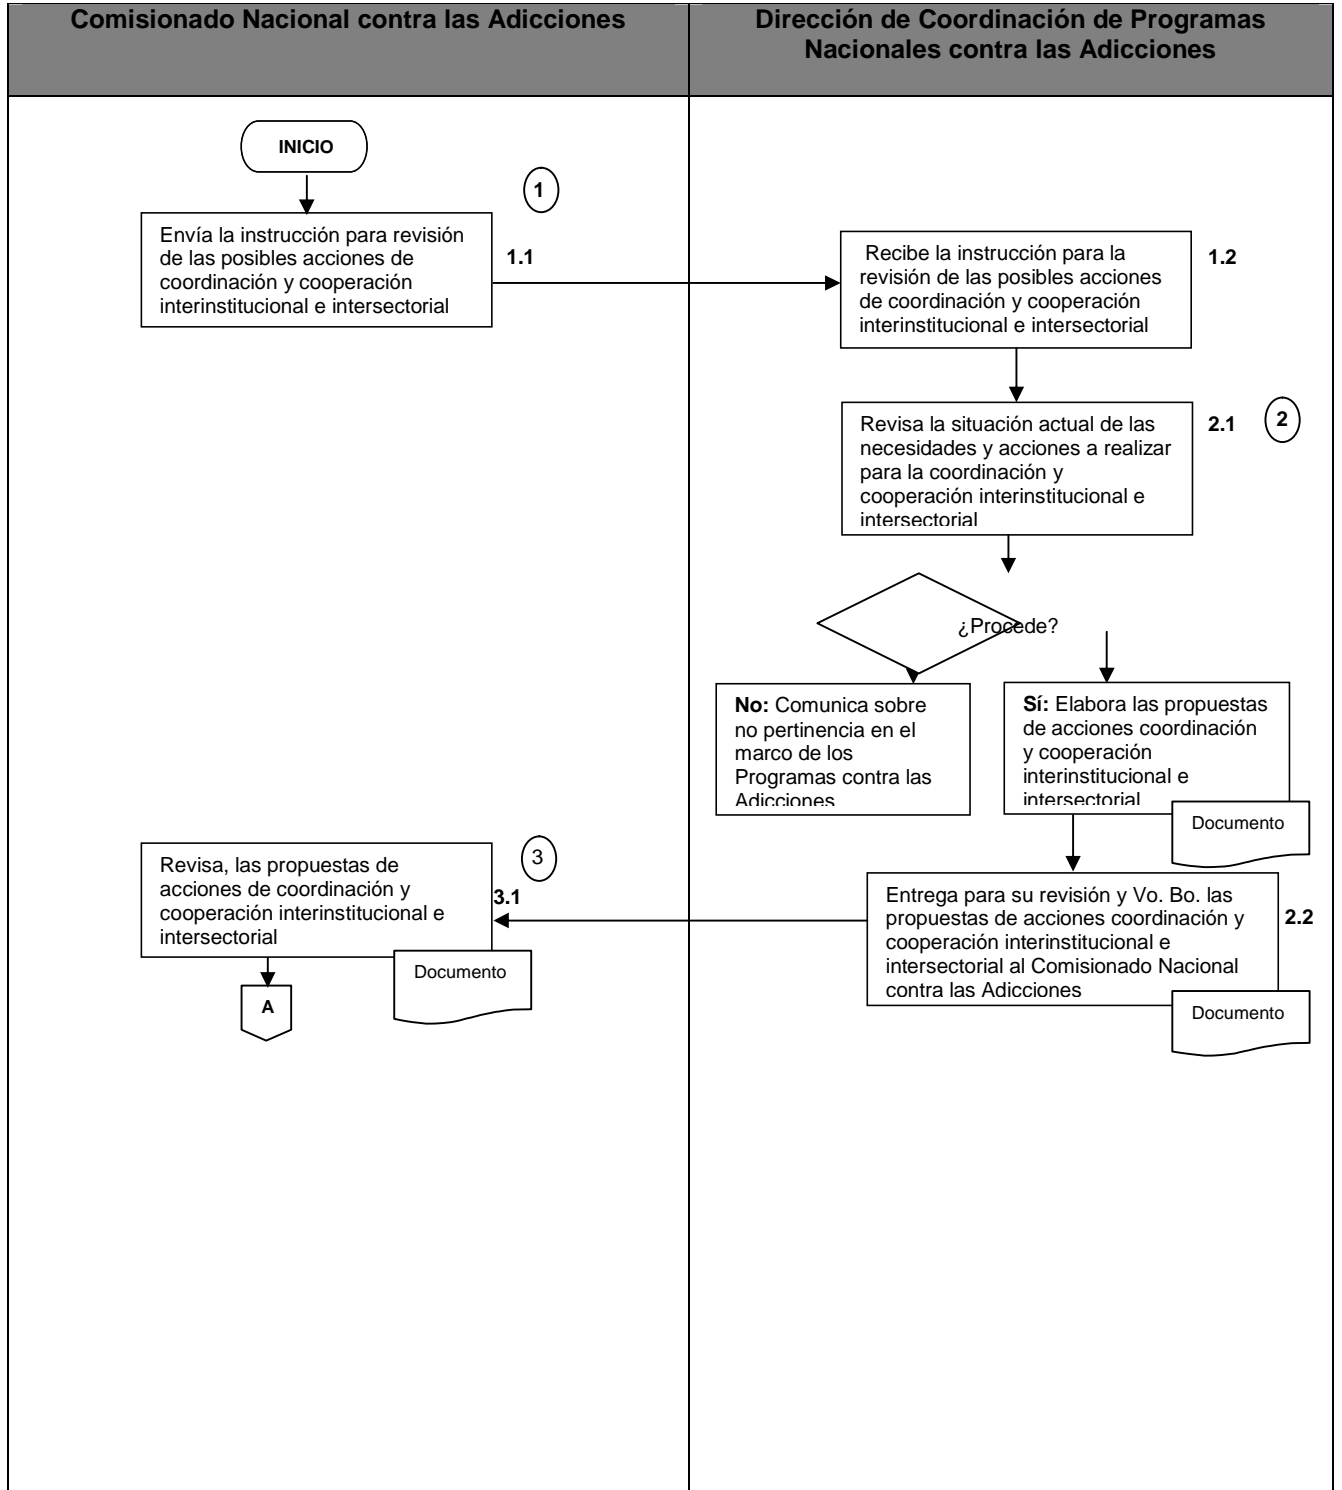 Comisionado Nacional contra las Adicciones
Dirección de Coordinación de Programas
Nacionales contra las Adicciones
INICIO
1
Envía la instrucción para revisión
de las posibles acciones de
coordinación y cooperación
interinstitucional e intersectorial
1.1
Recibe la instrucción para la
revisión de las posibles acciones
de coordinación y cooperación
interinstitucional e intersectorial
1.2
Revisa la situación actual de las
necesidades y acciones a realizar
para la coordinación y
cooperación interinstitucional e
intersectorial
2.1
2
¿Procede?
No: Comunica sobre
no pertinencia en el
marco de los
Programas contra las
Adicciones
Sí: Elabora las propuestas
de acciones coordinación
y cooperación
interinstitucional e
intersectorial
Documento
Entrega para su revisión y Vo. Bo. las
propuestas de acciones coordinación y
cooperación interinstitucional e
intersectorial al Comisionado Nacional
contra las Adicciones
2.2
Documento
3
Revisa, las propuestas de
acciones de coordinación y
cooperación interinstitucional e
intersectorial
3.1
Documento
A